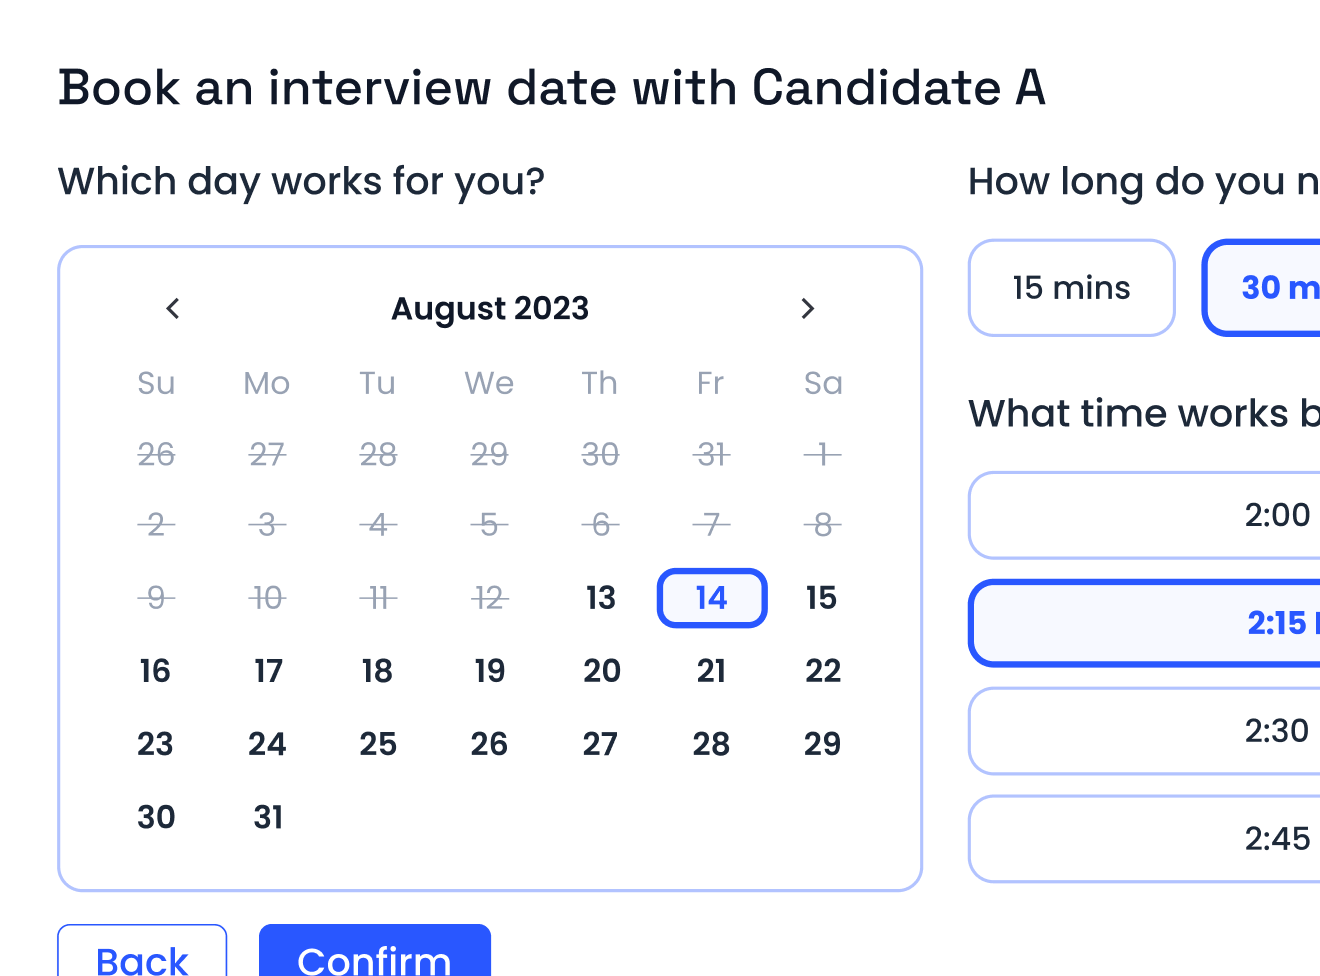 Book an interview date with Candidate A
Which day works for you?
August 2023
Su Mo Tu We Th Fr Sa
26 27 28 29 30 31 1
2 3 4 5 6 7 8
9 10 11 12 13 14 15
16 17 18 19 20 21 22
23 24 25 26 27 28 29
30 31
Back Confirm
How long do you n
15 mins 30 m
What time works b
2:00
2:15
2:30
2:45